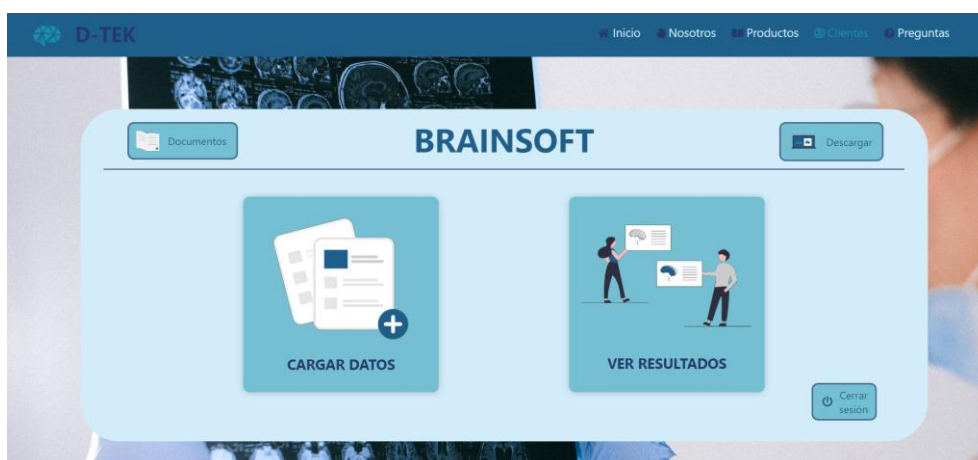 D-TEK
Inicio Nosotros Productos Clientes Preguntas
Documentos
BRAINSOFT
Descargar
CARGAR DATOS
VER RESULTADOS
Cerrar
sesión